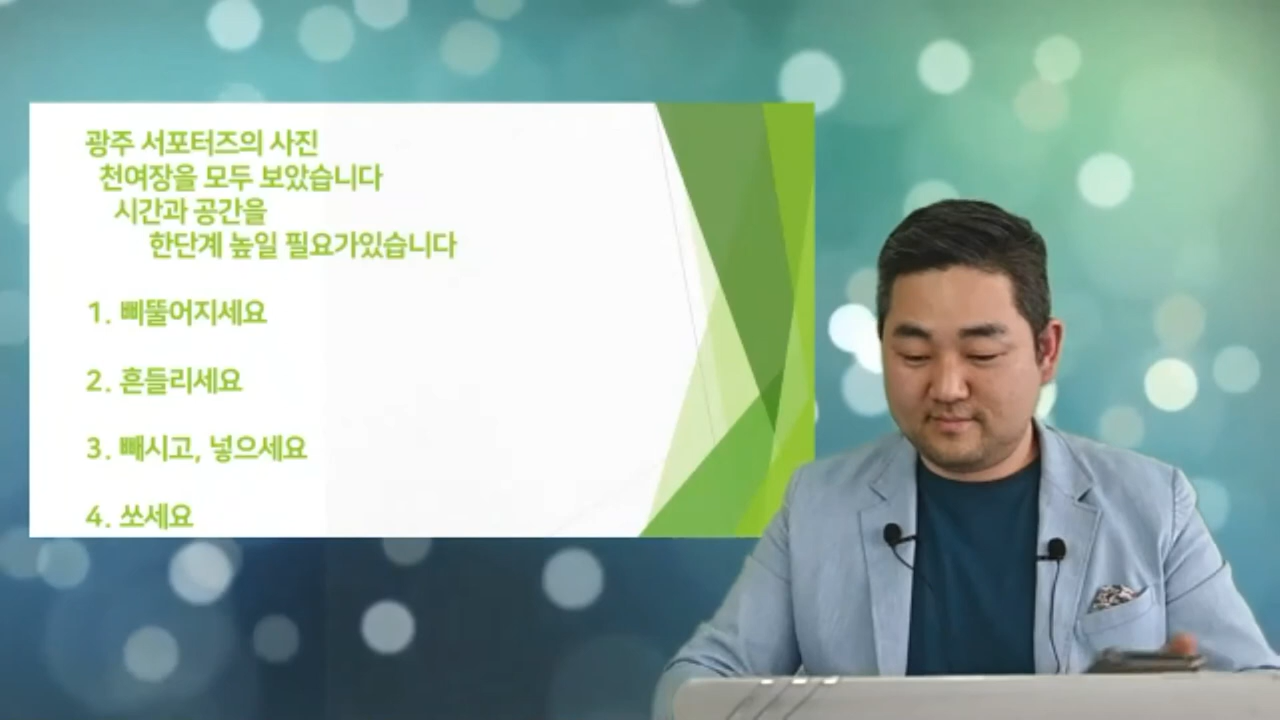 광주 서포터즈의 사진
천여장을 모두 보았습니다
시간과 공간을
한단계 높일 필요가있습니다
1. 삐뚤어지세요
2. 흔들리세요
3. 빼시고, 넣으세요
4. 쏘세요